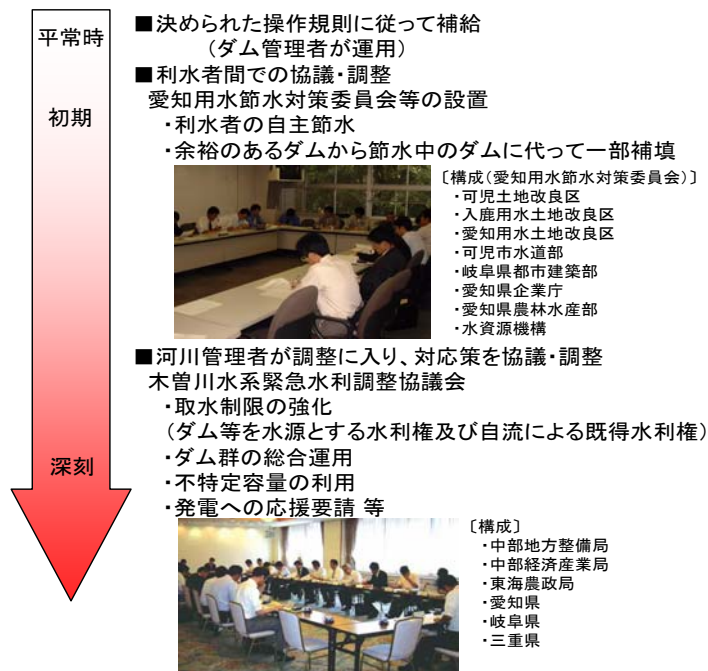 平常時
■決められた操作規則に従って補給
(ダム管理者が運用)
■利水者間での協議・調整
初期
愛知用水節水対策委員会等の設置
・利水者の自主節水
・余裕のあるダムから節水中のダムに代って一部補填
〔構成(愛知用水節水対策委員会)〕
・可児土地改良区
・入鹿用水土地改良区
・愛知用水土地改良区
・可児市水道部
・岐阜県都市建築部
・愛知県企業庁
・愛知県農林水産部
・水資源機構
■河川管理者が調整に入り、対応策を協議・調整
木曽川水系緊急水利調整協議会
・取水制限の強化
(ダム等を水源とする水利権及び自流による既得水利権)
深刻
・ダム群の総合運用
・不特定容量の利用
・発電への応援要請 等
〔構成〕
・中部地方整備局
・中部経済産業局
・東海農政局
・愛知県
・岐阜県
・三重県